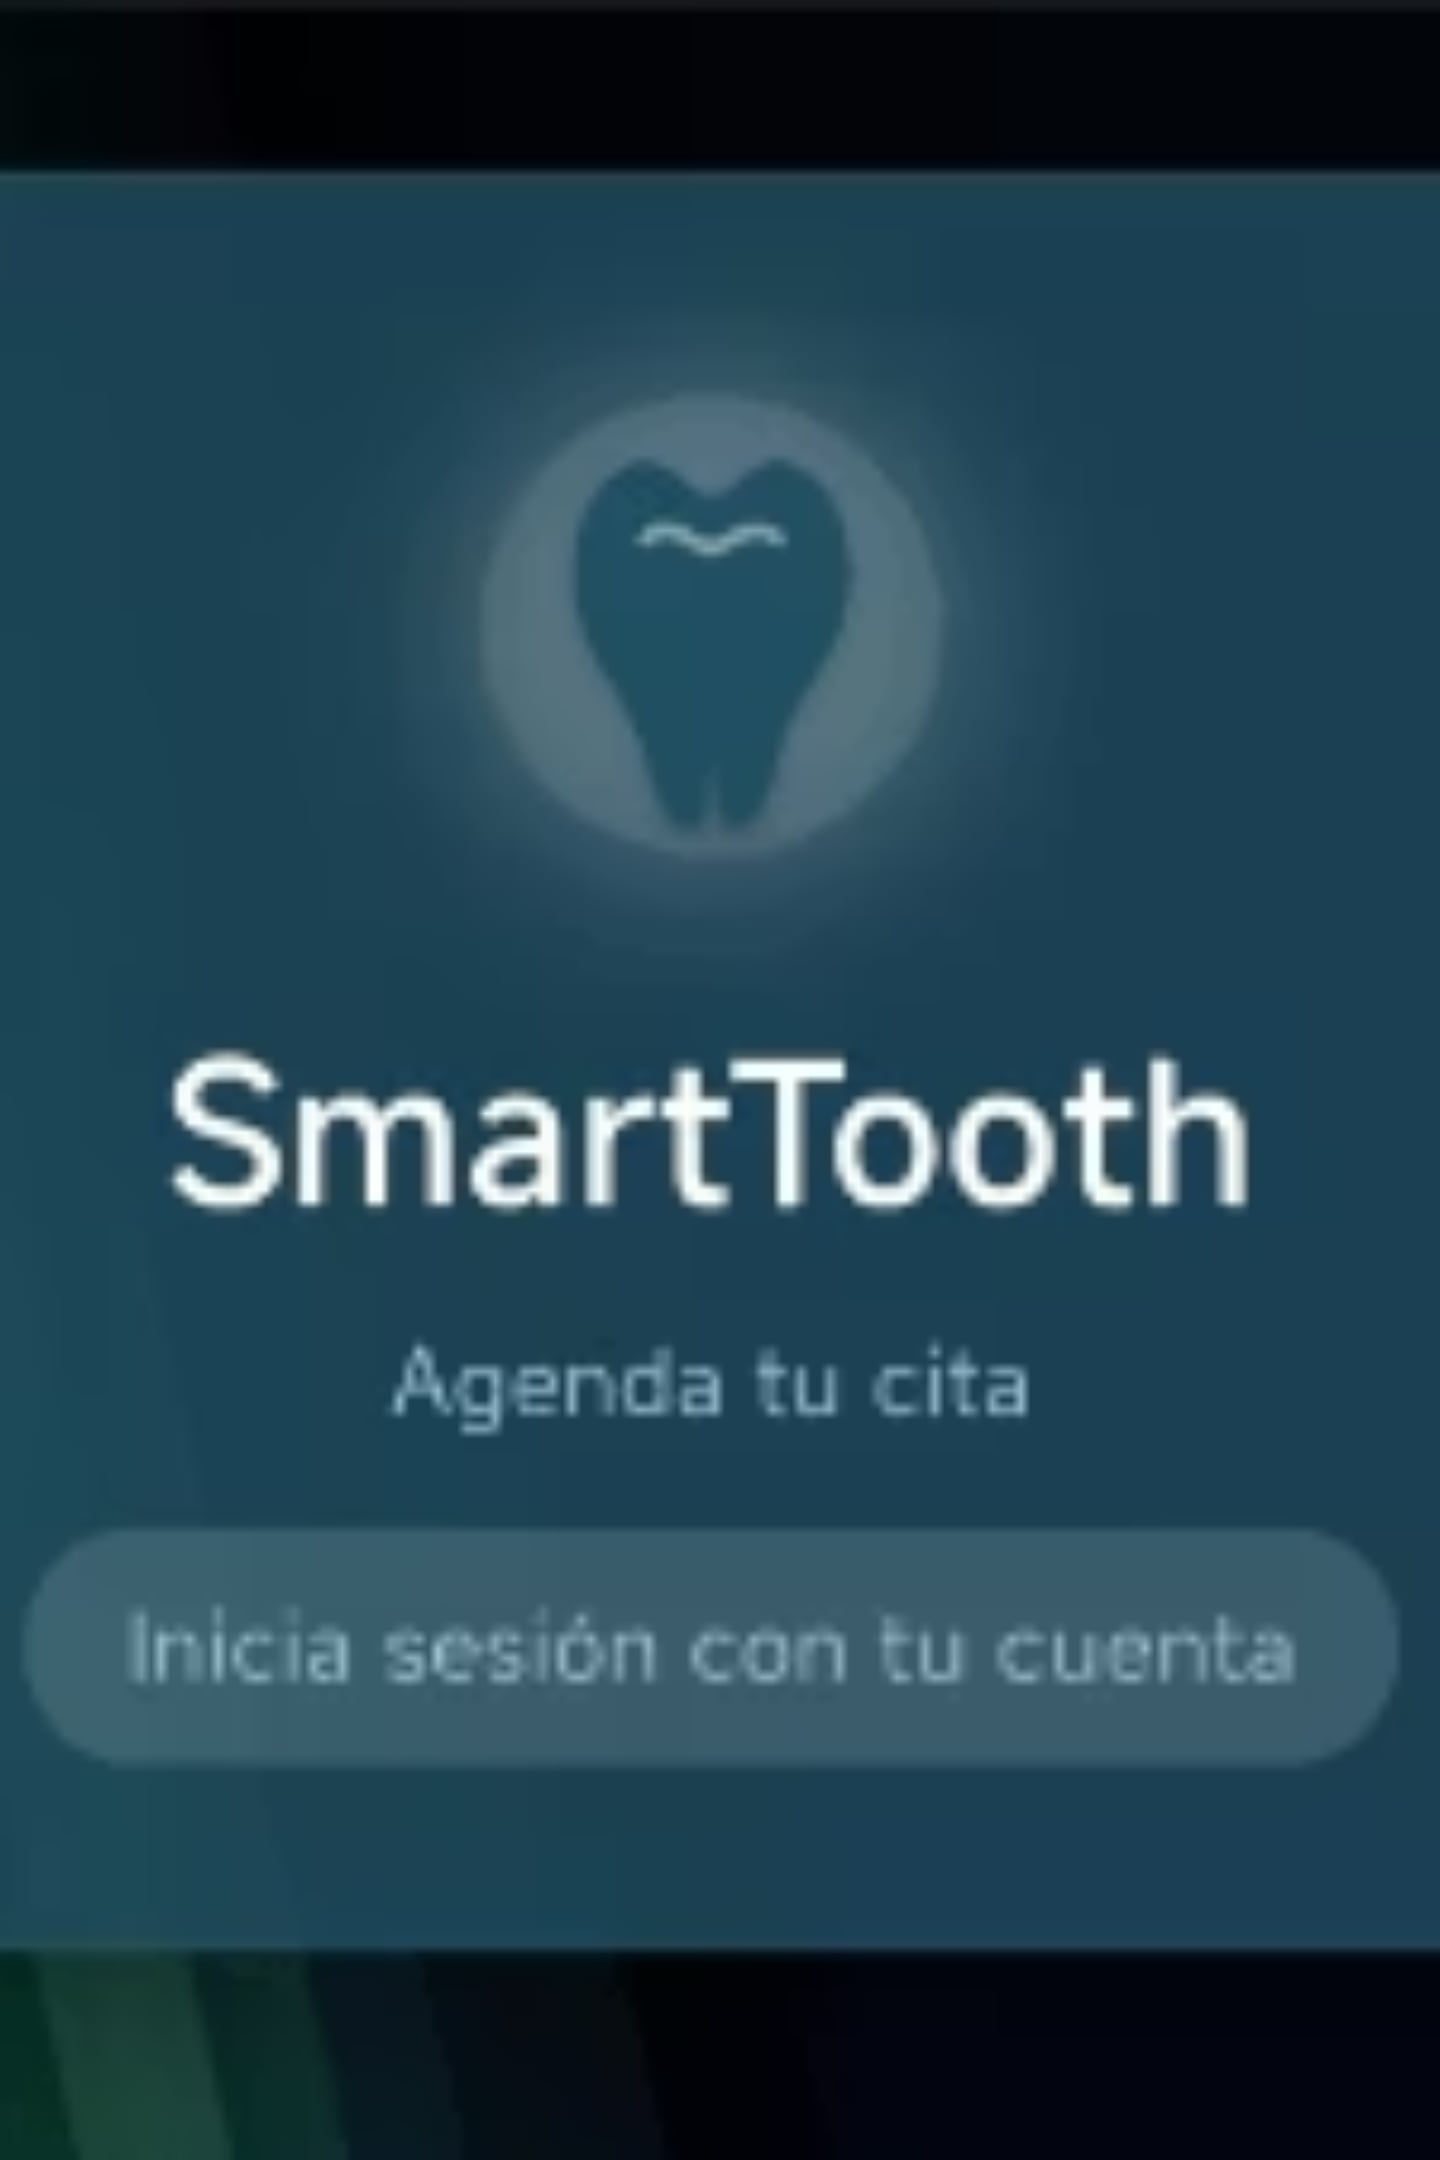 SmartTooth
Agenda tu cita
Inicia sesión con tu cuenta